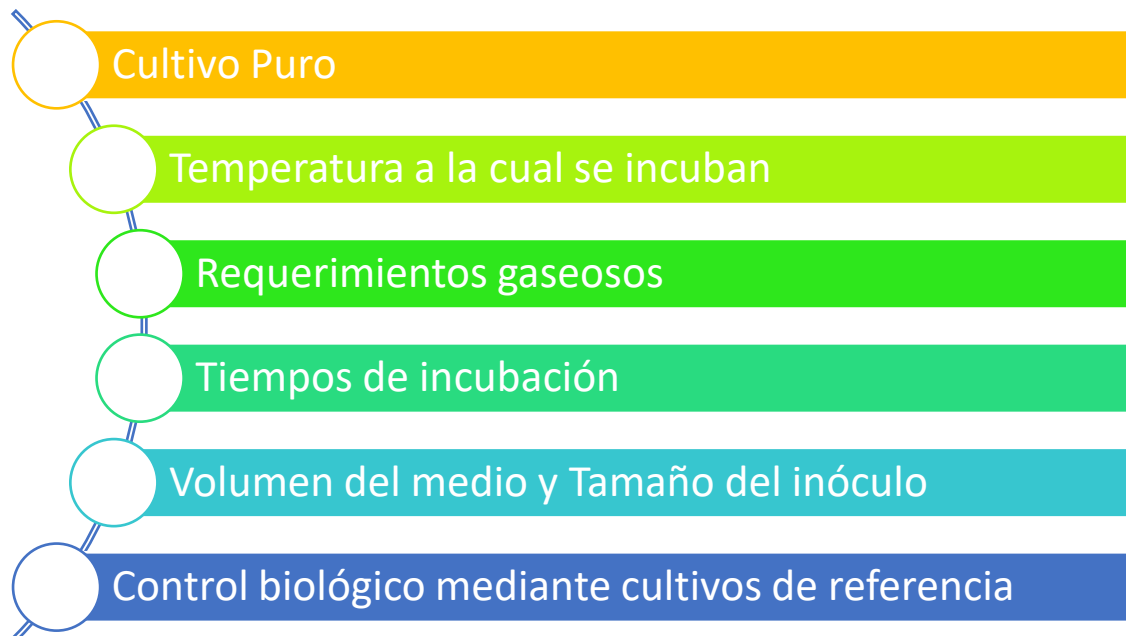 Cultivo Puro
Temperatura a la cual se incuban
Requerimientos gaseosos
Tiempos de incubación
Volumen del medio y Tamaño del inóculo
Control biológico mediante cultivos de referencia